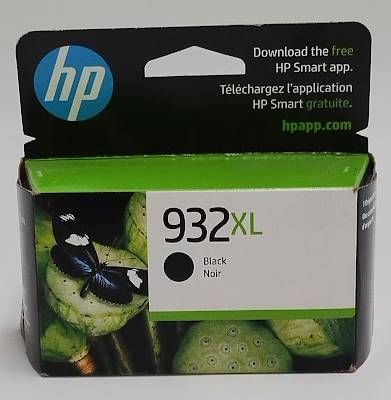 hp
Download the free
HP Smart app.
Téléchargez l'application
HP Smart gratuite.
hpapp.com
932XL
Black
Noir